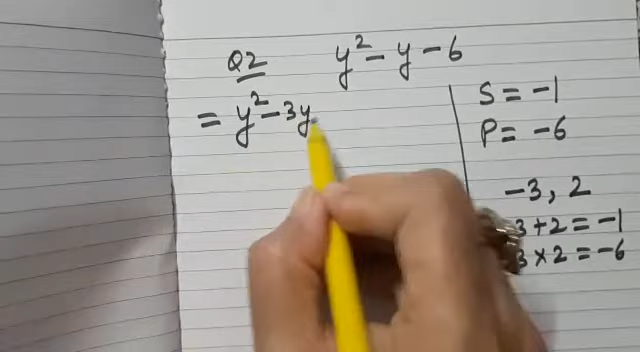 Q2 y² - y - 6
= y² - 3y
S = -1
P = -6
-3, 2
3 + 2 = -1
3 × 2 = -6